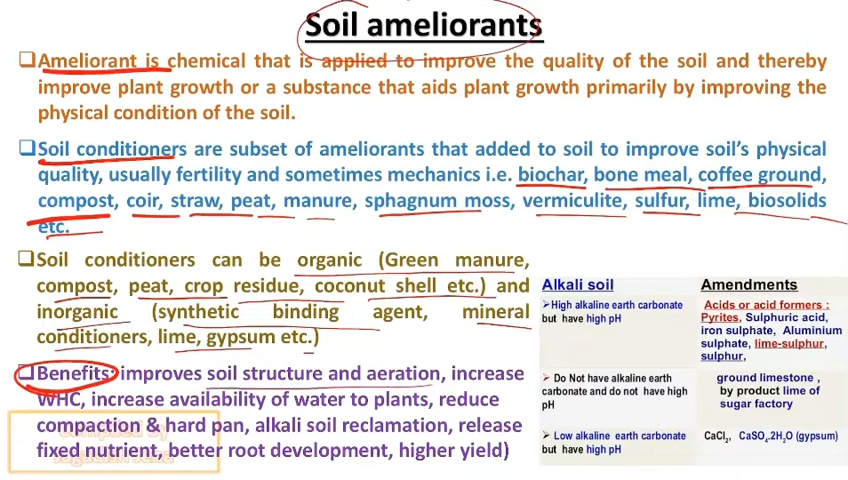 Soil ameliorants
❑Ameliorant is chemical that is applied to improve the quality of the soil and thereby
improve plant growth or a substance that aids plant growth primarily by improving the
physical condition of the soil.
❑Soil conditioners are subset of ameliorants that added to soil to improve soil's physical
quality, usually fertility and sometimes mechanics i.e. biochar, bone meal, coffee ground,
compost, coir, straw, peat, manure, sphagnum moss, vermiculite, sulfur, lime, biosolids
etc.
❑Soil conditioners can be organic (Green manure,
compost, peat, crop residue, coconut shell etc.) and
inorganic (synthetic binding agent, mineral
conditioners, lime, gypsum etc.)
❑Benefits: improves soil structure and aeration, increase
WHC, increase availability of water to plants, reduce
compaction & hard pan, alkali soil reclamation, release
fixed nutrient, better root development, higher yield)
Alkali soil
Amendments
➢High alkaline earth carbonate
but have high pH
Acids or acid formers :
Pyrites, Sulphuric acid,
iron sulphate, Aluminium
sulphate, lime-sulphur,
sulphur,
➢ Do Not have alkaline earth
carbonate and do not have high
pH
ground limestone ,
by product lime of
sugar factory
➢ Low alkaline earth carbonate
but have high pH
CaCl₂, CaSO₄.2H₂O (gypsum)
Compiled By